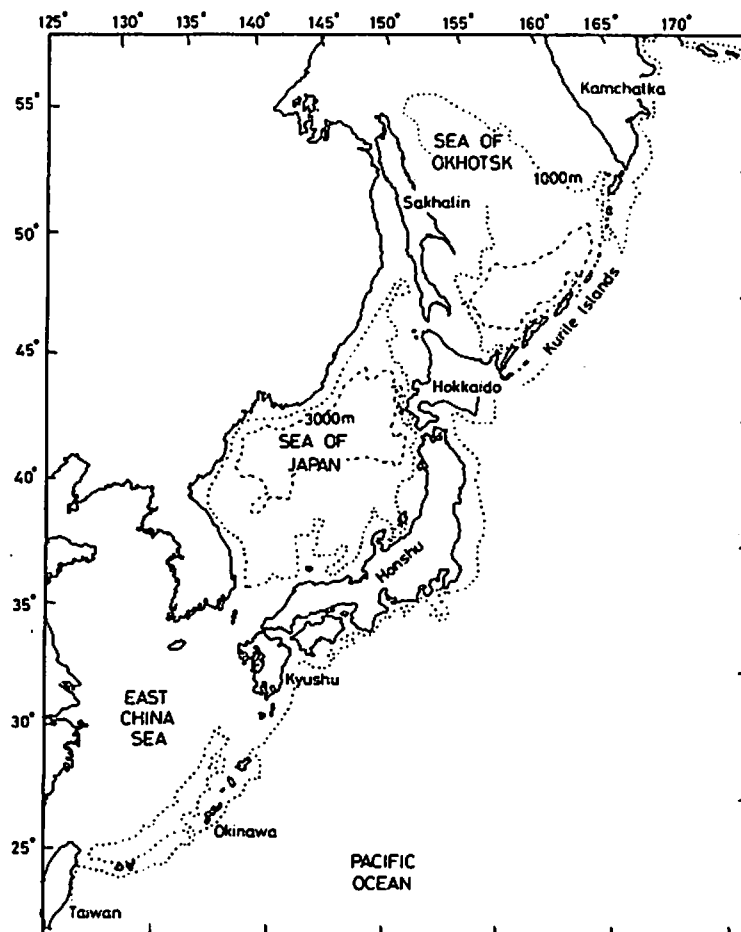 125° 130° 135° 140° 145° 150° 155° 160° 165° 170°
Kamchatka
55°
SEA OF
OKHOTSK
1000m
Sakhalin
50°
Kurile Islands
45°
Hokkaido
3000m
SEA OF
JAPAN
40°
Honshu
35°
Kyushu
EAST
CHINA
SEA
30°
Okinawa
25°
PACIFIC
OCEAN
Taiwan